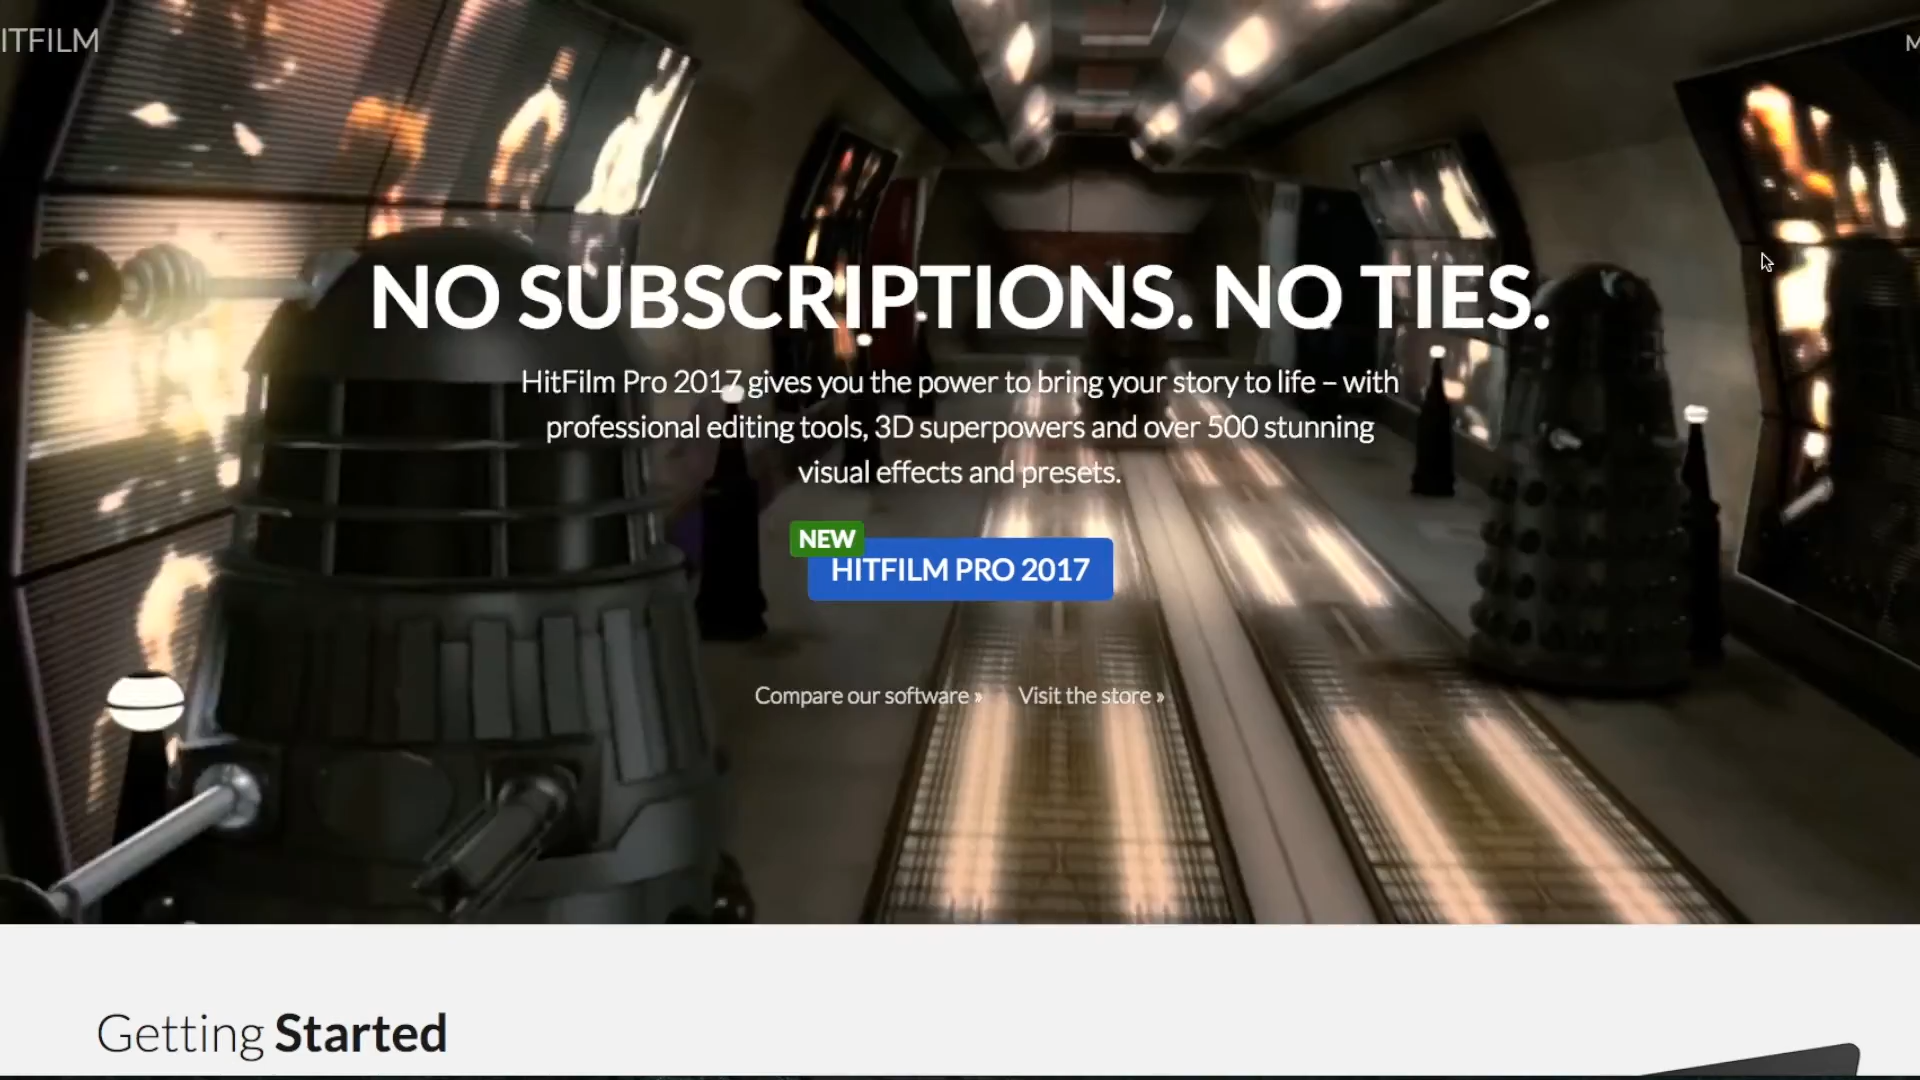 ITFILM
NO SUBSCRIPTIONS. NO TIES.
HitFilm Pro 2017 gives you the power to bring your story to life – with
professional editing tools, 3D superpowers and over 500 stunning
visual effects and presets.
NEW
HITFILM PRO 2017
Compare our software » Visit the store »
Getting Started